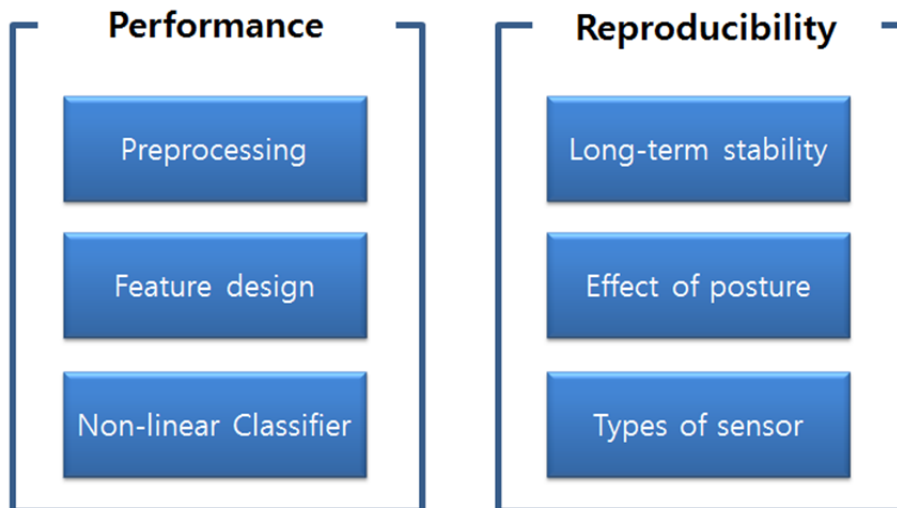 Performance
Preprocessing
Feature design
Non-linear Classifier
Reproducibility
Long-term stability
Effect of posture
Types of sensor